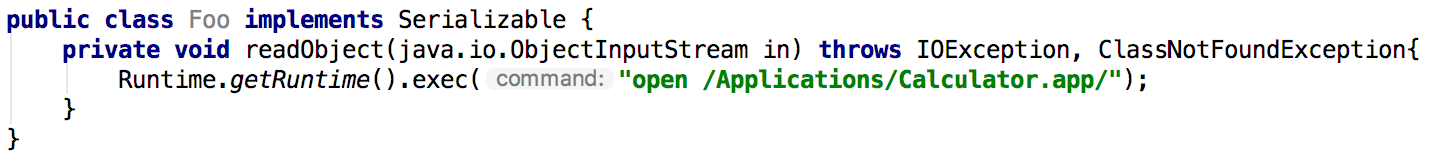 public class Foo implements Serializable {
    private void readObject(java.io.ObjectInputStream in) throws IOException, ClassNotFoundException{
        Runtime.getRuntime().exec( command: "open /Applications/Calculator.app/");
    }
}